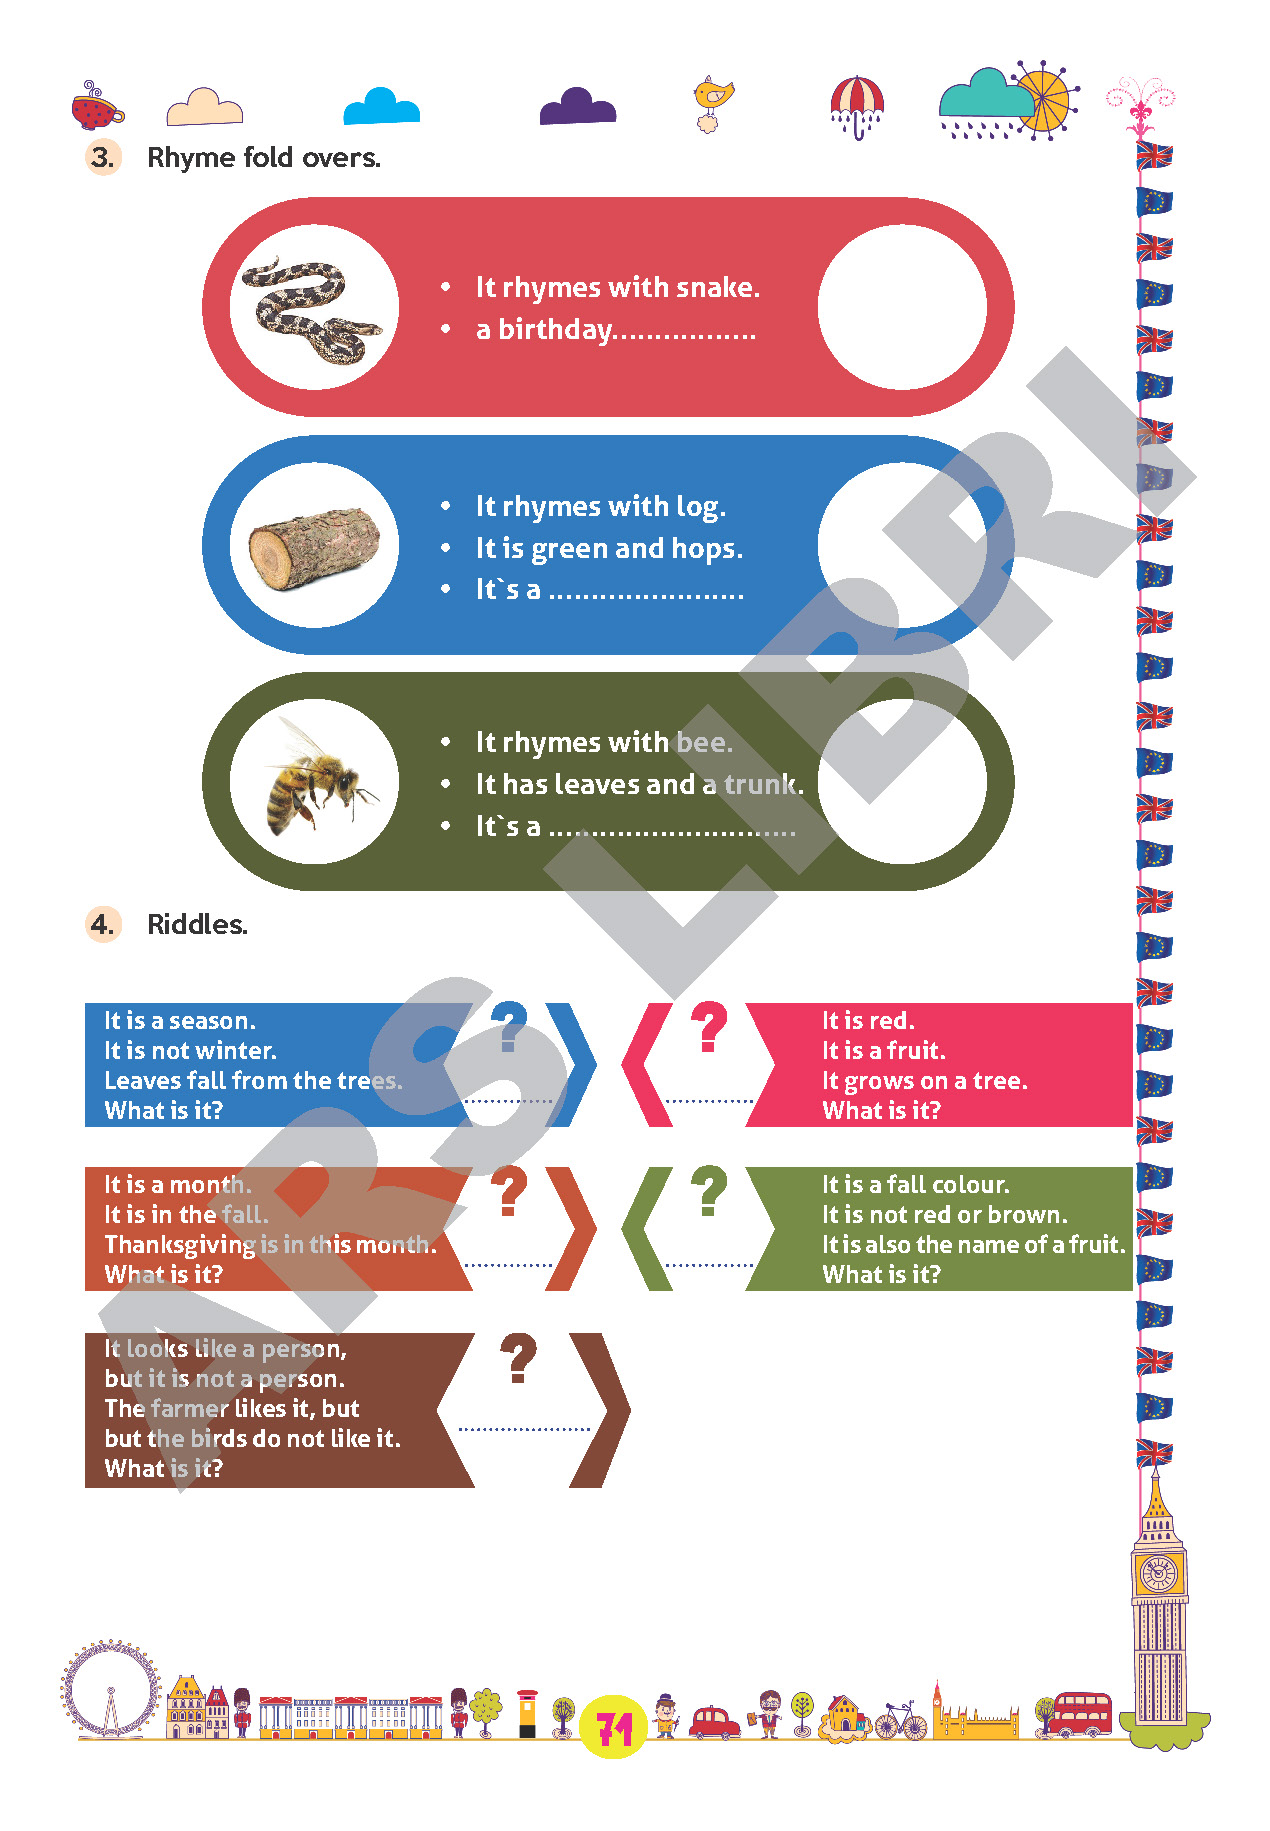 3. Rhyme fold overs.
• It rhymes with snake.
• a birthday.................
• It rhymes with log.
• It is green and hops.
• It`s a .......................
• It rhymes with bee.
• It has leaves and a trunk.
• It`s a .............................
4. Riddles.
It is a season.
It is not winter.
Leaves fall from the trees.
What is it?
?
...............
?
...............
It is red.
It is a fruit.
It grows on a tree.
What is it?
It is a month.
It is in the fall.
Thanksgiving is in this month.
What is it?
?
...............
?
...............
It is a fall colour.
It is not red or brown.
It is also the name of a fruit.
What is it?
It looks like a person,
but it is not a person.
The farmer likes it, but
but the birds do not like it.
What is it?
?
......................
ARS LIBRI
71